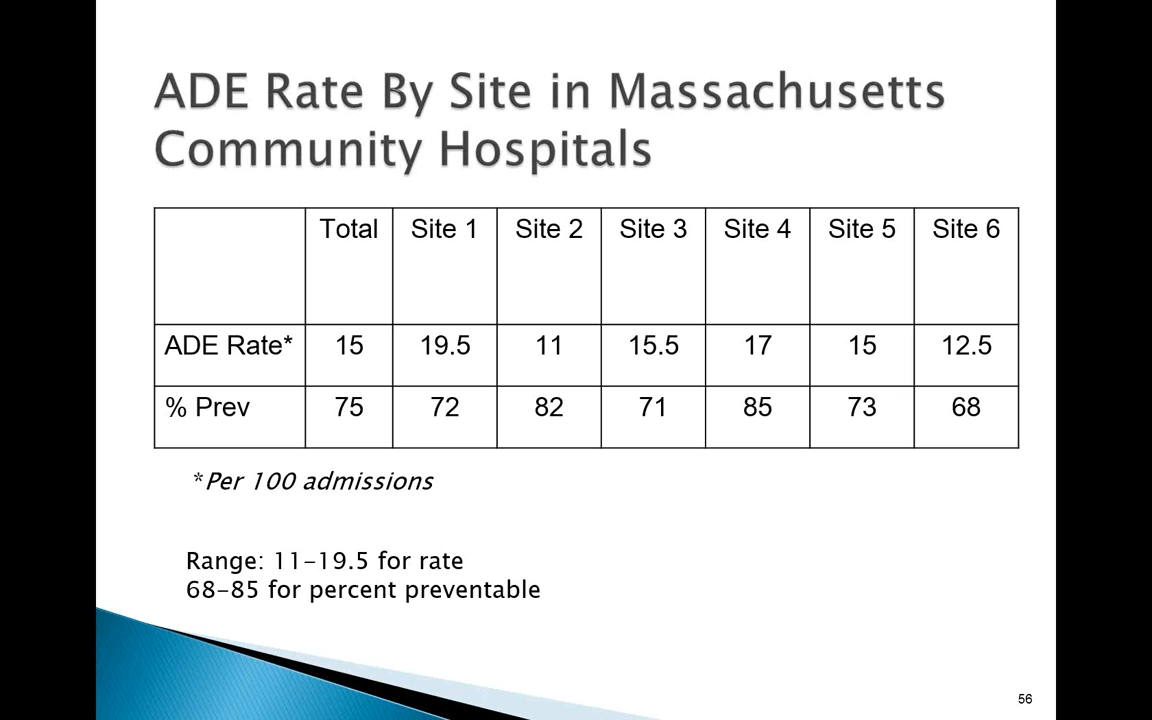 ADE Rate By Site in Massachusetts
Community Hospitals
Total Site 1 Site 2 Site 3 Site 4 Site 5 Site 6
ADE Rate* 15 19.5 11 15.5 17 15 12.5
% Prev 75 72 82 71 85 73 68
*Per 100 admissions
Range: 11-19.5 for rate
68-85 for percent preventable
56